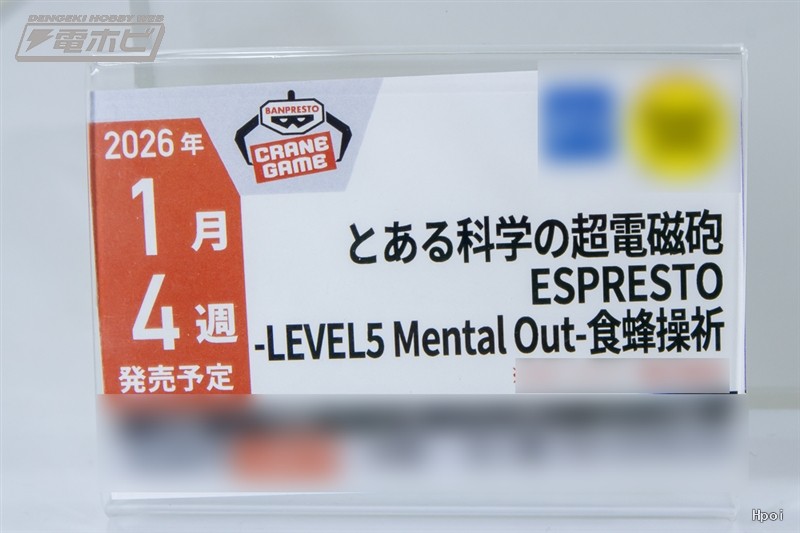 DENGEKI HOBBY WEB
電ホビ
BANPRESTO
CRANE
GAME
2026年
1月
4週
発売予定
とある科学の超電磁砲
ESPRESTO
-LEVEL5 Mental Out-食蜂操祈
Hpoi